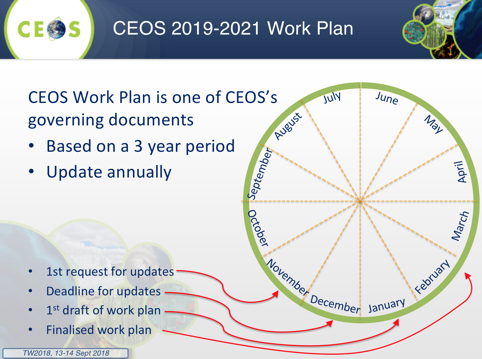 CEOS
CEOS 2019-2021 Work Plan
CEOS Work Plan is one of CEOS's
governing documents
• Based on a 3 year period
• Update annually
• 1st request for updates
• Deadline for updates
• 1st draft of work plan
• Finalised work plan
July
June
May
April
March
February
January
December
November
October
September
August
TW2018, 13-14 Sept 2018